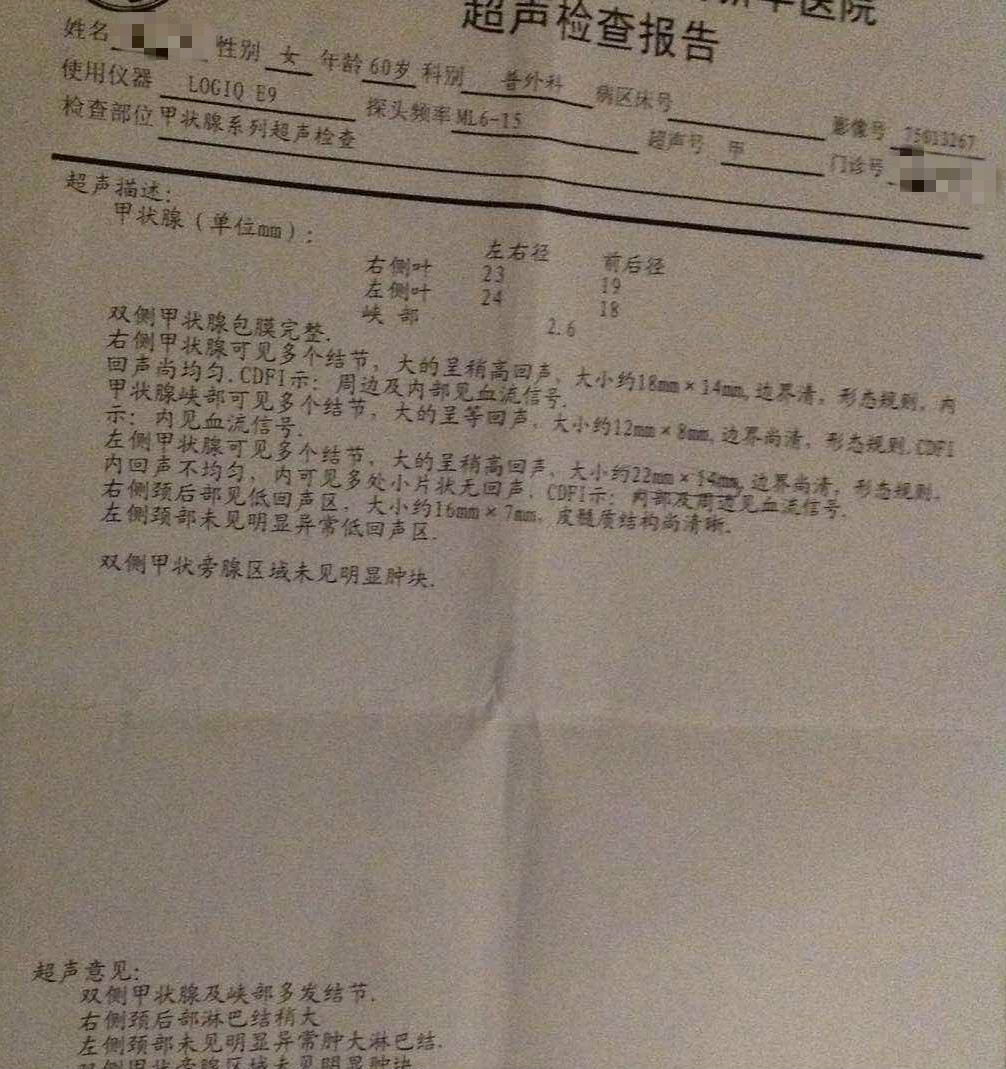 医院
超声检查报告
姓名 性别 女 年龄 60岁 科别 普外科 病区床号
使用仪器 LOGIQ E9 探头频率 ML6-15 影像号 75013267
检查部位 甲状腺系列超声检查 超声号 甲 门诊号
超声描述:
甲状腺(单位mm):
左右径 前后径
右侧叶 23 19
左侧叶 24 18
峡部 2.6
双侧甲状腺包膜完整.
右侧甲状腺可见多个结节, 大的呈稍高回声, 大小约18mm×14mm,边界清, 形态规则, 内
回声尚均匀.CDFI示: 周边及内部见血流信号.
甲状腺峡部可见多个结节, 大的呈等回声, 大小约12mm×8mm,边界尚清, 形态规则.CDFI
示: 内见血流信号.
左侧甲状腺可见多个结节, 大的呈稍高回声, 大小约22mm×14mm,边界尚清, 形态规则,
内回声不均匀, 内可见多处小片状无回声, CDFI示: 内部及周边见血流信号.
右侧颈后部见低回声区, 大小约16mm×7mm, 皮髓质结构尚清晰.
左侧颈部未见明显异常低回声区.
双侧甲状旁腺区域未见明显肿块.
超声意见:
双侧甲状腺及峡部多发结节.
右侧颈后部淋巴结稍大
左侧颈部未见明显异常肿大淋巴结.
双侧甲状旁腺区域未见明显肿块